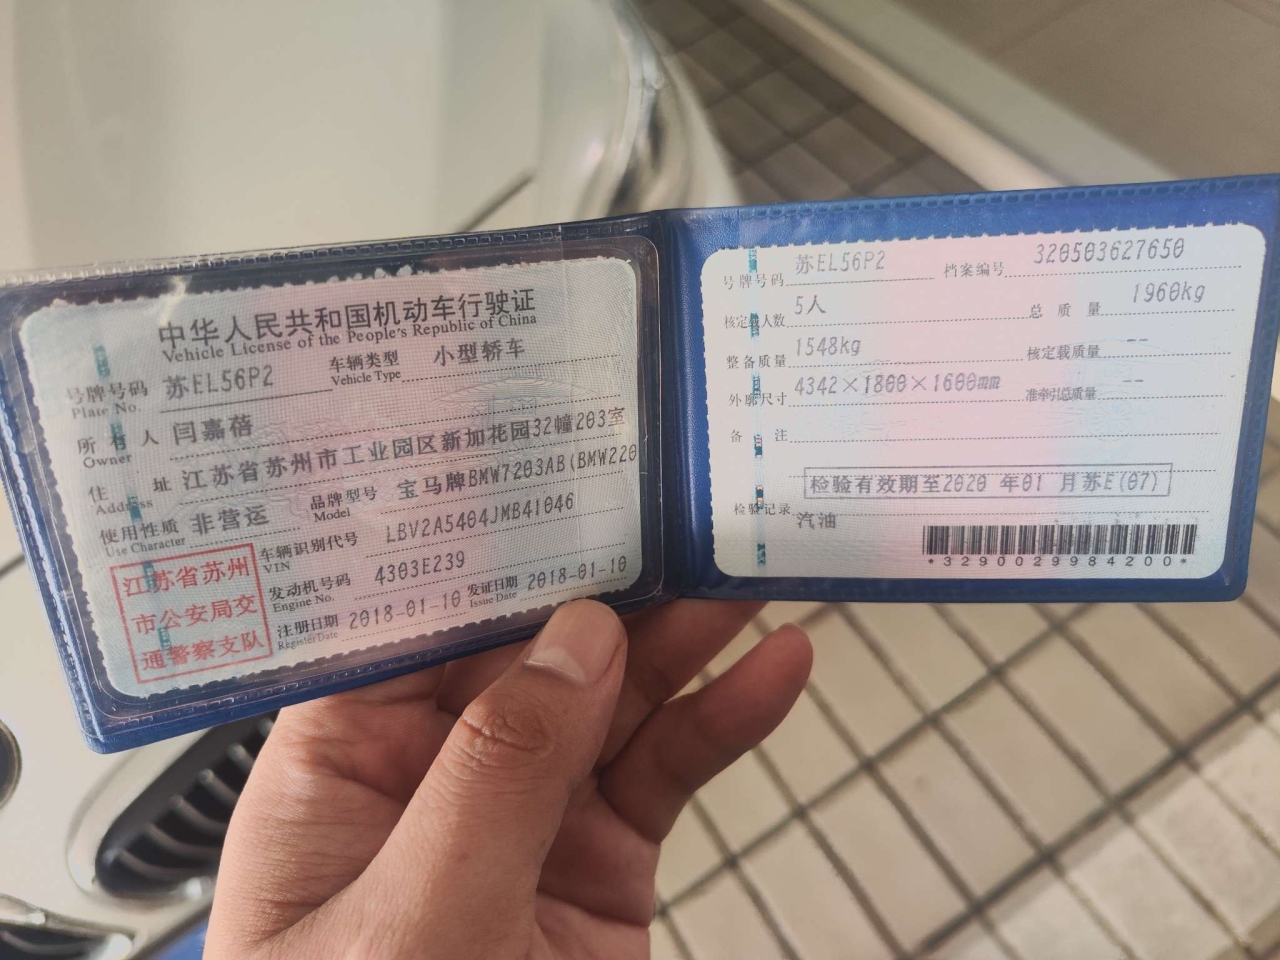 中华人民共和国机动车行驶证
Vehicle License of the People's Republic of China
号牌号码 苏EL56P2 车辆类型 小型轿车
Plate No. Vehicle Type
所有人 闫嘉蓓
Owner
住址 江苏省苏州市工业园区新加花园32幢203室
Address
使用性质 非营运 品牌型号 宝马牌BMW7203AB(BMW220
Use Character Model
江苏省苏州
市公安局交
通警察支队
车辆识别代号 LBV2A5404JMB41046
VIN
发动机号码 4303E239
Engine No.
注册日期 2018-01-10 发证日期 2018-01-10
Register Date Issue Date
号牌号码 苏EL56P2 档案编号 320503627650
核定载人数 5人 总质量 1960kg
整备质量 1548kg 核定载质量 --
外廓尺寸 4342×1800×1600mm 准牵引总质量 --
备注
检验有效期至2020 年01 月苏E(07)
检验记录 汽油
*3290029984200*